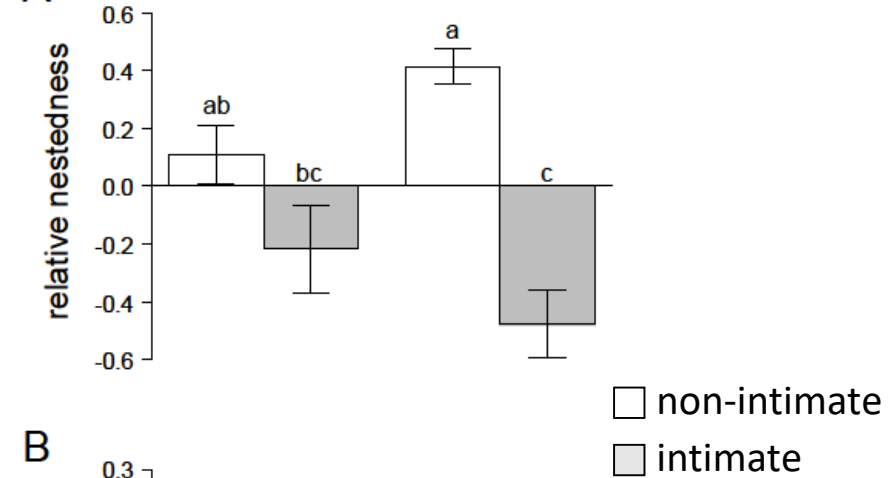 0.6
a
0.4
ab
0.2
bc
c
0.0
-0.2
-0.4
-0.6
relative nestedness
non-intimate
B
intimate
0.3